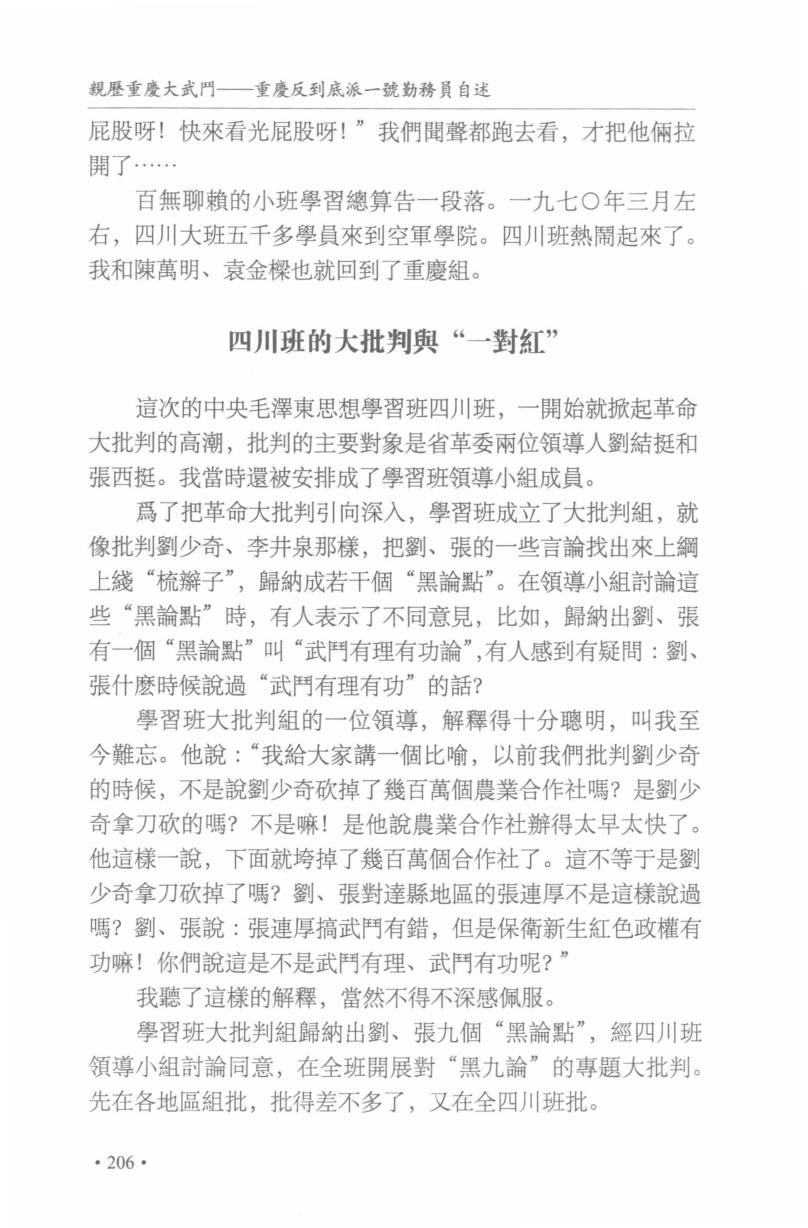 親歷重慶大武鬥——重慶反到底派一號勤務員自述
屁股呀！快來看光屁股呀！”我們聞聲都跑去看，才把他倆拉
開了……
百無聊賴的小班學習總算告一段落。一九七〇年三月左
右，四川大班五千多學員來到空軍學院。四川班熱鬧起來了。
我和陳萬明、袁金樑也就回到了重慶組。
四川班的大批判與“一對紅”
這次的中央毛澤東思想學習班四川班，一開始就掀起革命
大批判的高潮，批判的主要對象是省革委兩位領導人劉結挺和
張西挺。我當時還被安排成了學習班領導小組成員。
爲了把革命大批判引向深入，學習班成立了大批判組，就
像批判劉少奇、李井泉那樣，把劉、張的一些言論找出來上綱
上綫“梳辮子”，歸納成若干個“黑論點”。在領導小組討論這
些“黑論點”時，有人表示了不同意見，比如，歸納出劉、張
有一個“黑論點”叫“武鬥有理有功論”,有人感到有疑問：劉、
張什麽時候說過“武鬥有理有功”的話？
學習班大批判組的一位領導，解釋得十分聰明，叫我至
今難忘。他說：“我給大家講一個比喻，以前我們批判劉少奇
的時候，不是說劉少奇砍掉了幾百萬個農業合作社嗎？是劉少
奇拿刀砍的嗎？不是嘛！是他說農業合作社辦得太早太快了。
他這樣一說，下面就垮掉了幾百萬個合作社了。這不等于是劉
少奇拿刀砍掉了嗎？劉、張對達縣地區的張連厚不是這樣說過
嗎？劉、張說：張連厚搞武鬥有錯，但是保衛新生紅色政權有
功嘛！你們說這是不是武鬥有理、武鬥有功呢？”
我聽了這樣的解釋，當然不得不深感佩服。
學習班大批判組歸納出劉、張九個“黑論點”，經四川班
領導小組討論同意，在全班開展對“黑九論”的專題大批判。
先在各地區組批，批得差不多了，又在全四川班批。
·206·